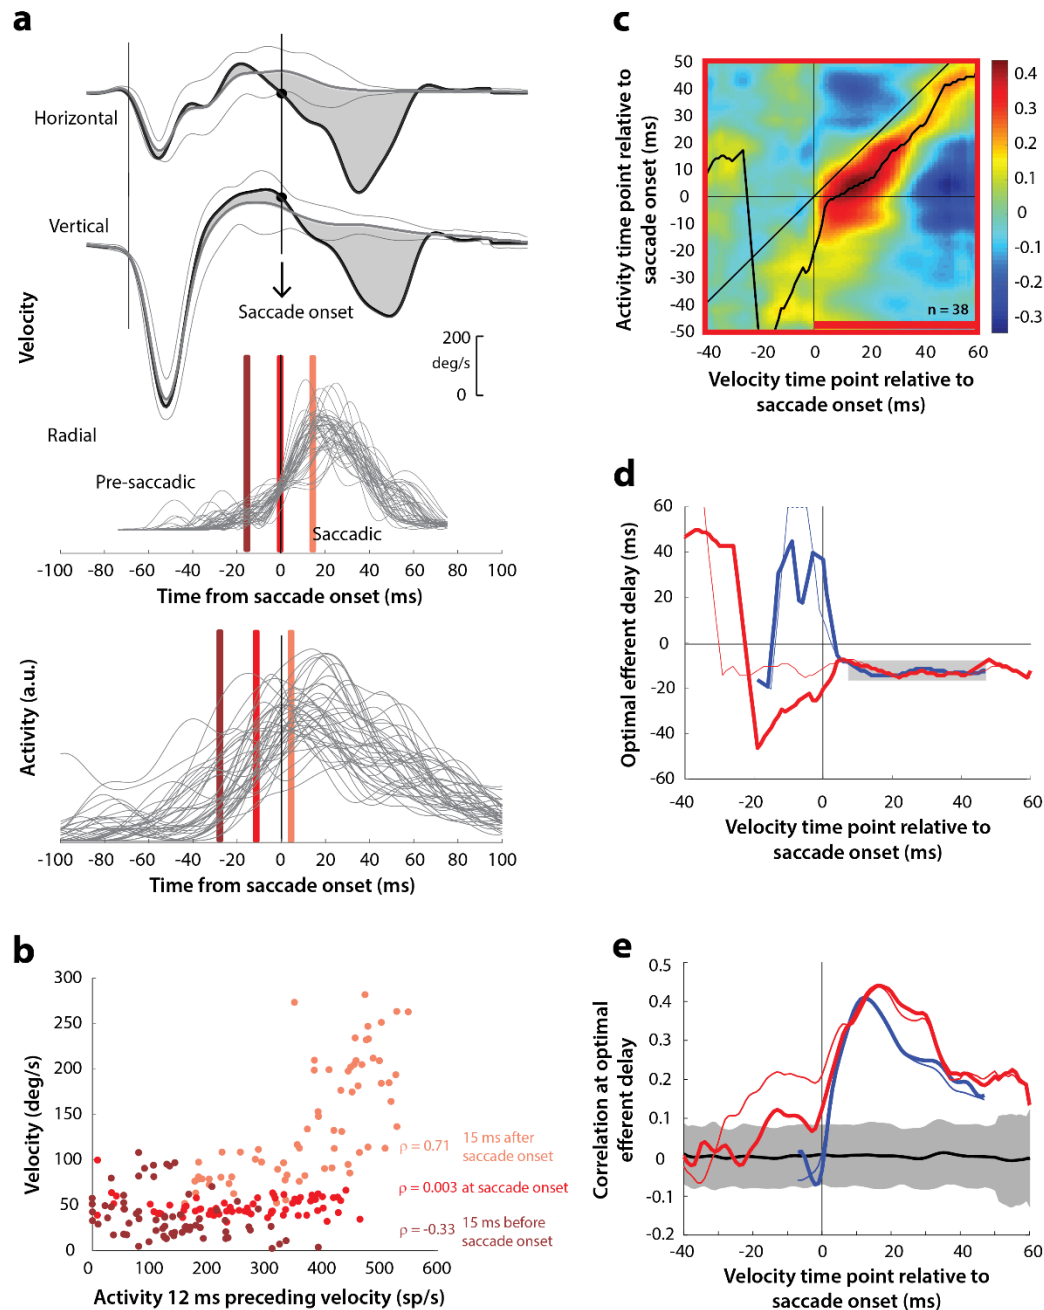 a
Horizontal
Vertical
Velocity
Saccade onset
200
deg/s
0
Radial
Pre-saccadic
Saccadic
-100 -80 -60 -40 -20 0 20 40 60 80 100
Time from saccade onset (ms)
Activity (a.u.)
-100 -80 -60 -40 -20 0 20 40 60 80 100
Time from saccade onset (ms)
b
300
250
200
150
100
50
0
Velocity (deg/s)
ρ = 0.71 15 ms after
saccade onset
ρ = 0.003 at saccade onset
ρ = -0.33 15 ms before
saccade onset
0 100 200 300 400 500 600
Activity 12 ms preceding velocity (sp/s)
c
Activity time point relative to
saccade onset (ms)
50
40
30
20
10
0
-10
-20
-30
-40
-50
n = 38
-40 -20 0 20 40 60
Velocity time point relative to
saccade onset (ms)
0.4
0.3
0.2
0.1
0
-0.1
-0.2
-0.3
d
Optimal efferent delay (ms)
60
40
20
0
-20
-40
-60
-40 -20 0 20 40 60
Velocity time point relative to
saccade onset (ms)
e
Correlation at optimal
efferent delay
0.5
0.4
0.3
0.2
0.1
0
-0.1
-0.2
-40 -20 0 20 40 60
Velocity time point relative to
saccade onset (ms)